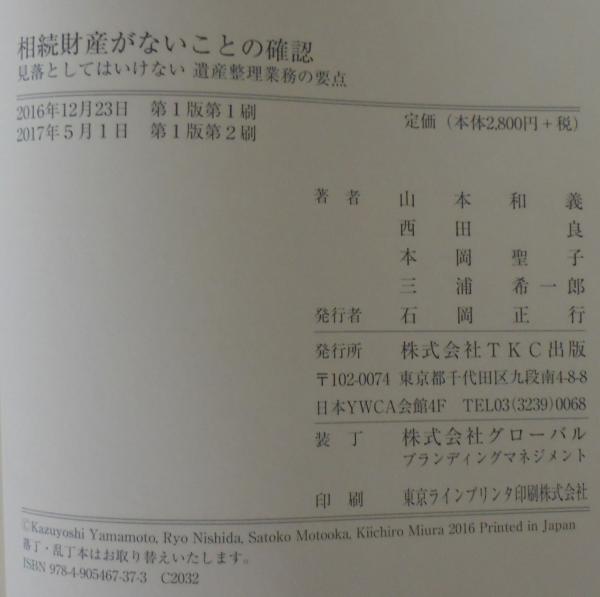 相続財産がないことの確認
見落としてはいけない 遺産整理業務の要点
2016年12月23日 第1版第1刷
2017年5月1日 第1版第2刷
定価（本体2,800円+税）
著者 山本和義
西田良
本岡聖子
三浦希一郎
発行者 石岡正行
発行所 株式会社TKC出版
〒102-0074 東京都千代田区九段南4-8-8
日本YWCA会館4F TEL03(3239)0068
装丁 株式会社グローバル
ブランディングマネジメント
印刷 東京ラインプリンタ印刷株式会社
©Kazuyoshi Yamamoto, Ryo Nishida, Satoko Motooka, Kiichiro Miura 2016 Printed in Japan
落丁・乱丁本はお取り替えいたします。
ISBN 978-4-905467-37-3 C2032